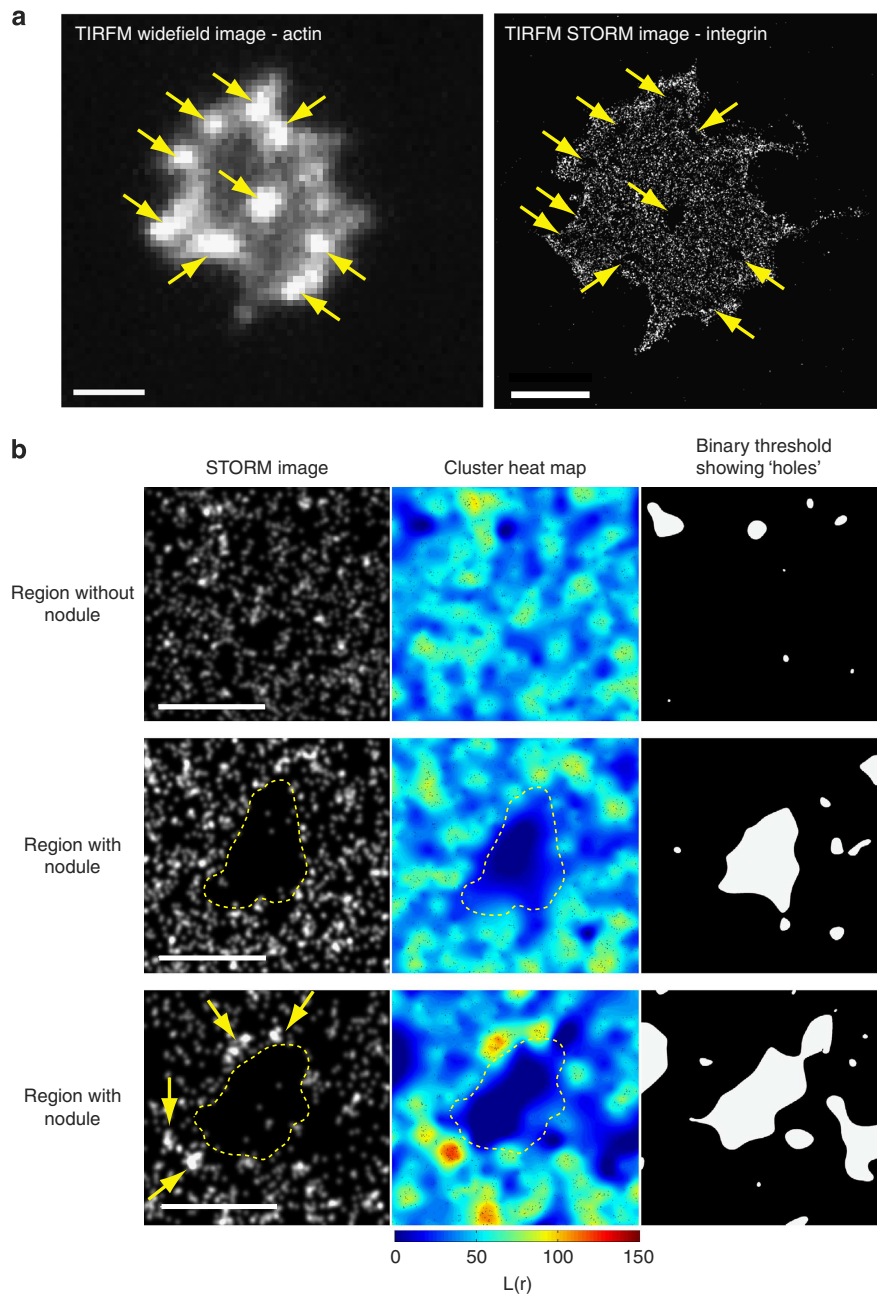 a
TIRFM widefield image - actin
TIRFM STORM image - integrin
b
STORM image
Cluster heat map
Binary threshold
showing ‘holes’
Region without
nodule
Region with
nodule
Region with
nodule
0
50
100
150
L(r)